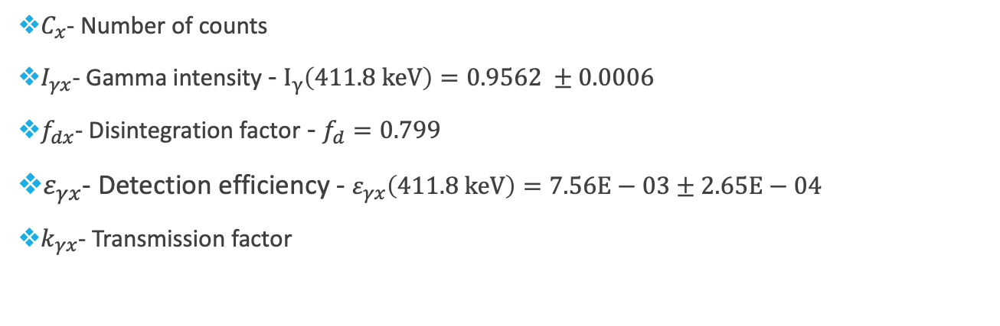 ❖Cₓ- Number of counts
❖I_γx- Gamma intensity - I_γ(411.8 keV) = 0.9562 ± 0.0006
❖f_dx- Disintegration factor - f_d = 0.799
❖ε_γx- Detection efficiency - ε_γx(411.8 keV) = 7.56E − 03 ± 2.65E − 04
❖k_γx- Transmission factor